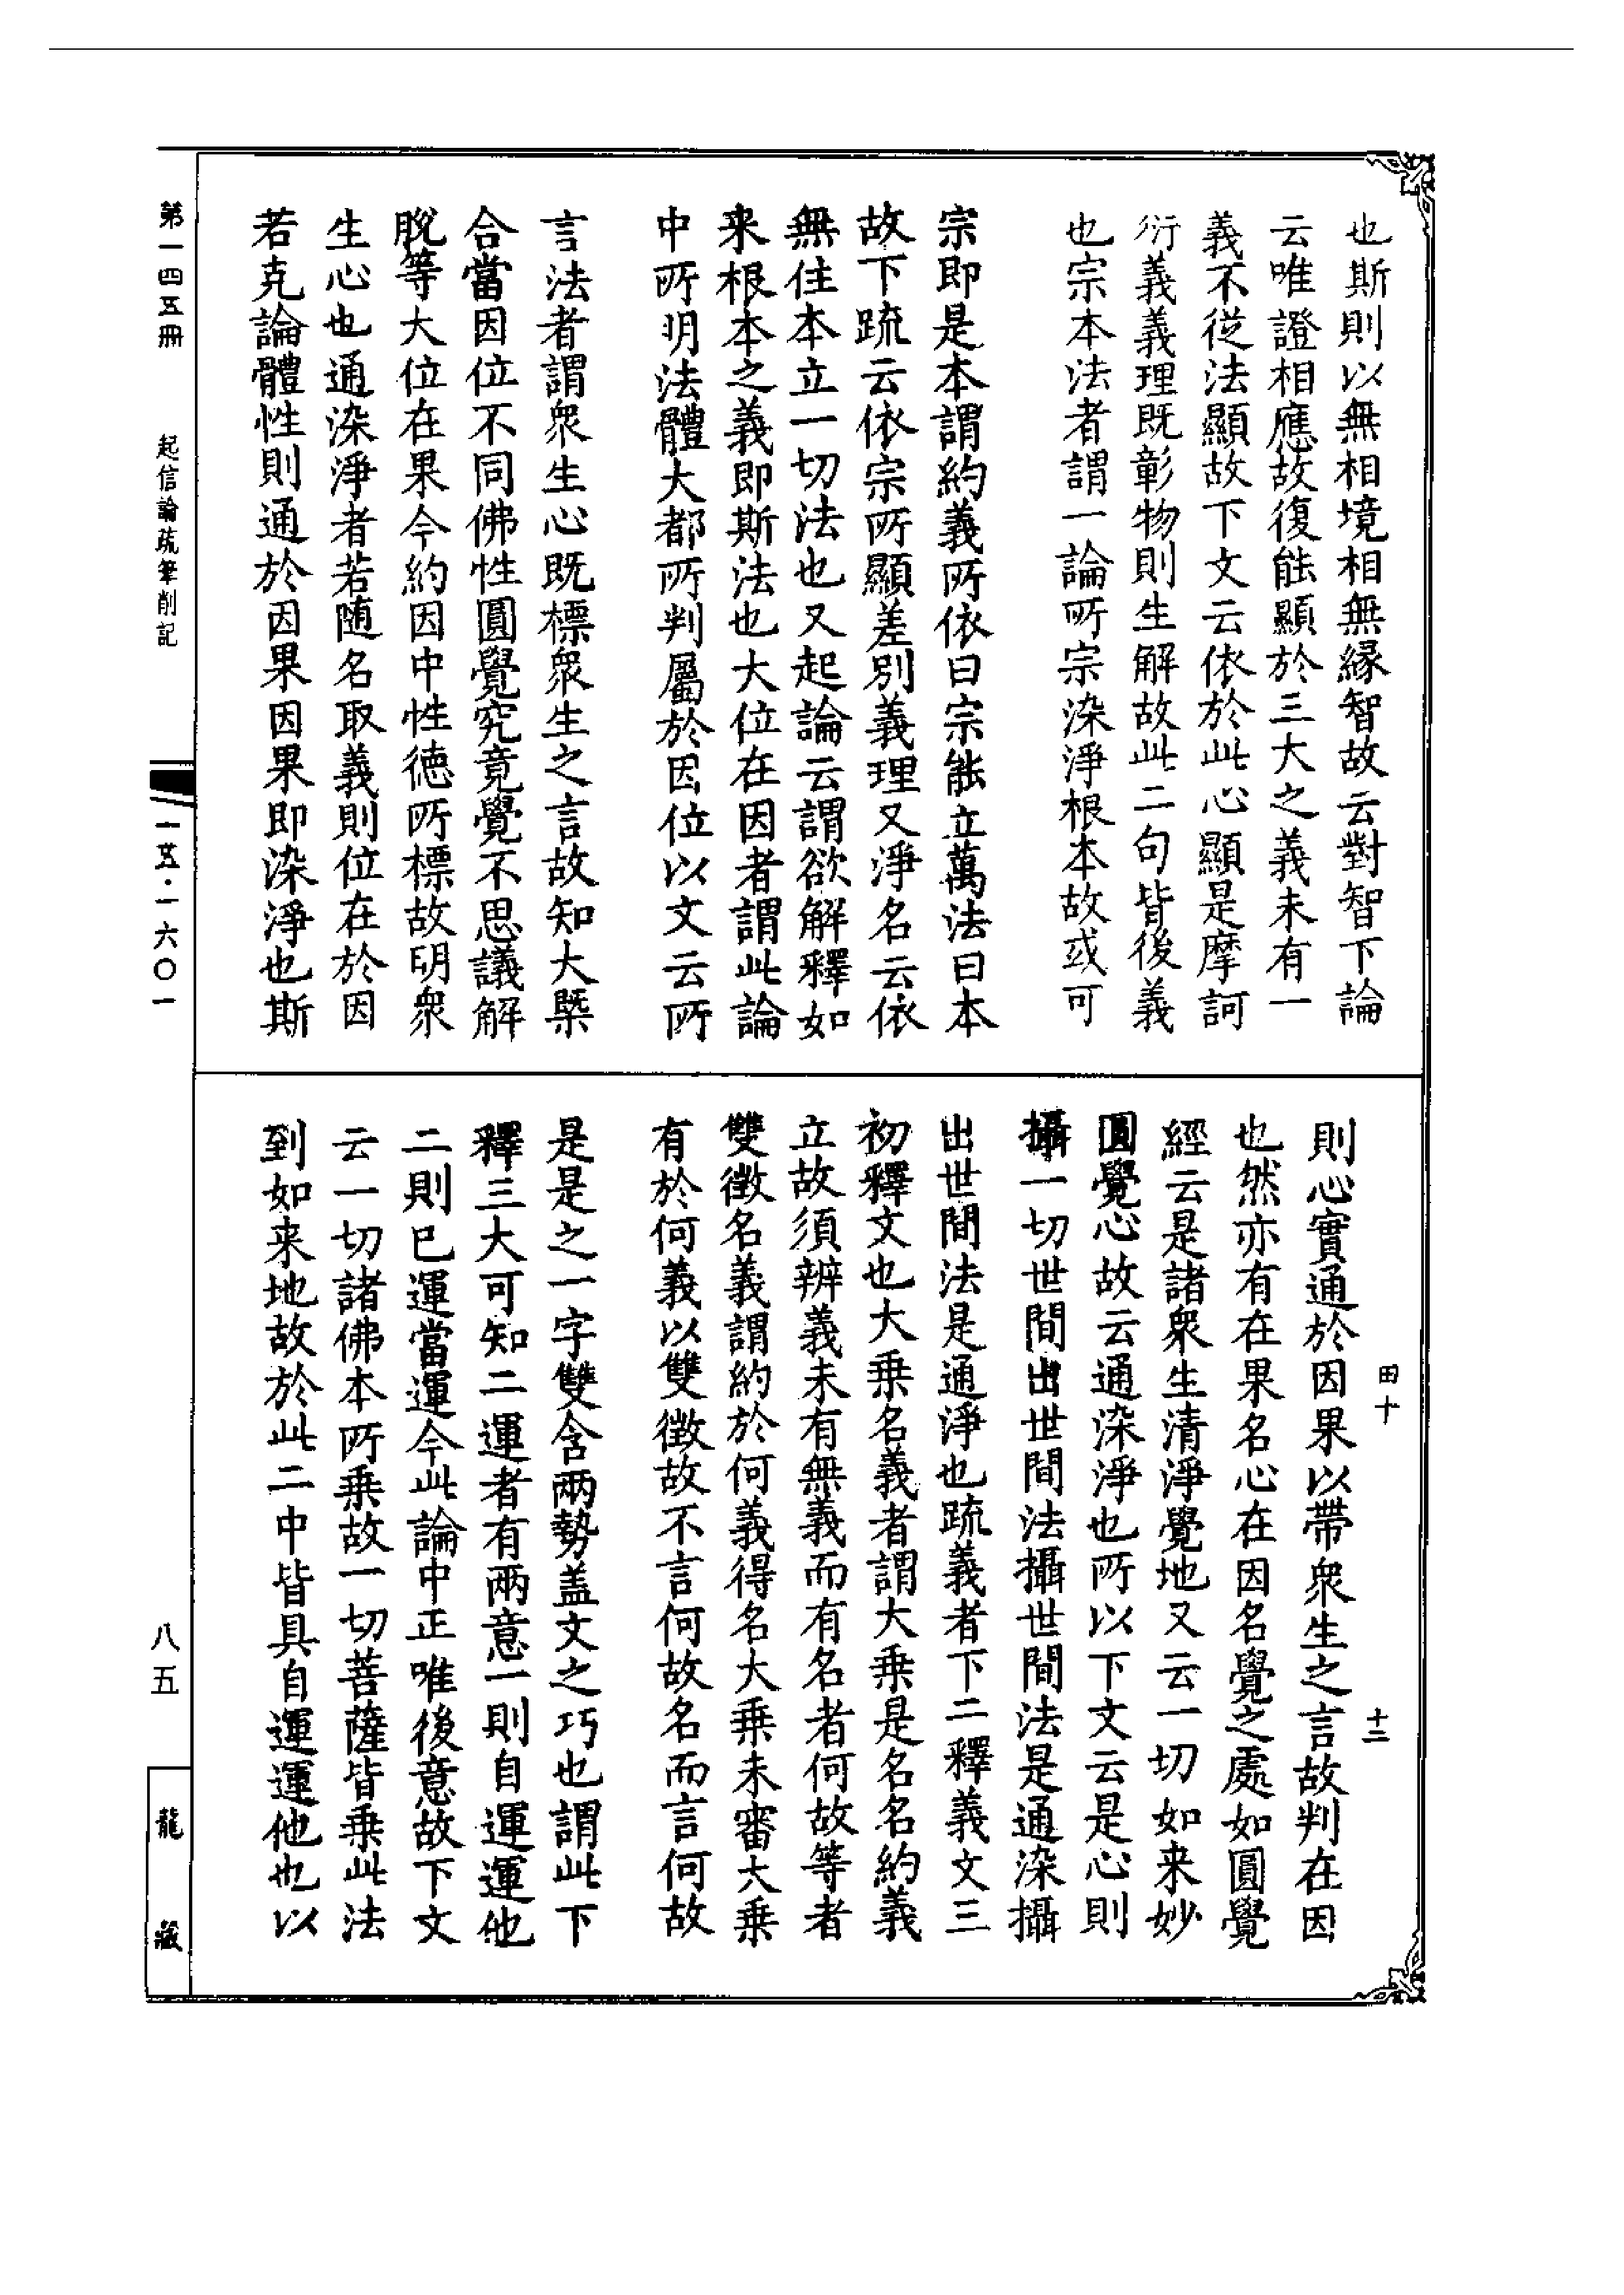 也斯則以無相境相無緣智故云對智下論
云唯證相應故復能顯於三大之義未有一
義不從法顯故下文云依於此心顯是摩訶
衍義義理既彰物則生解故此二句皆後義
也宗本法者謂一論所宗染淨根本故或可
宗即是本謂約義所依曰宗能立萬法曰本
故下䟽云依宗所顯差別義理又淨名云依
無住本立一切法也又起論云謂欲解釋如
来根本之義即斯法也大位在因者謂此論
中所明法體大都所判屬於因位以文云所
言法者謂衆生心既標衆生之言故知大槩
合當因位不同佛性圓覺究竟覺不思議解
脫等大位在果今約因中性德所標故明衆
生心也通染淨者若随名取義則位在於因
若克論體性則通於因果因果即染淨也斯
則心實通於因果以帶衆生之言故判在因
也然亦有在果名心在因名覺之處如圓覺
經云是諸衆生清淨覺地又云一切如来妙
圓覺心故云通染淨也所以下文云是心則
攝一切世間出世間法攝世間法是通染攝
出世間法是通淨也䟽義者下二釋義文三
初釋文也大乗名義者謂大乗是名名約義
立故須辨義未有無義而有名者何故等者
雙徵名義謂約於何義得名大乗未審大乗
有於何義以雙徵故不言何故名而言何故
是是之一字雙含兩勢盖文之巧也謂此下
釋三大可知二運者有兩意一則自運運他
二則已運當運今此論中正唯後意故下文
云一切諸佛本所乗故一切菩薩皆乗此法
到如来地故於此二中皆具自運運他也以
田十
十二
第一四五冊
起信論疏筆削記
一五五·一六〇一
八五
龍藏